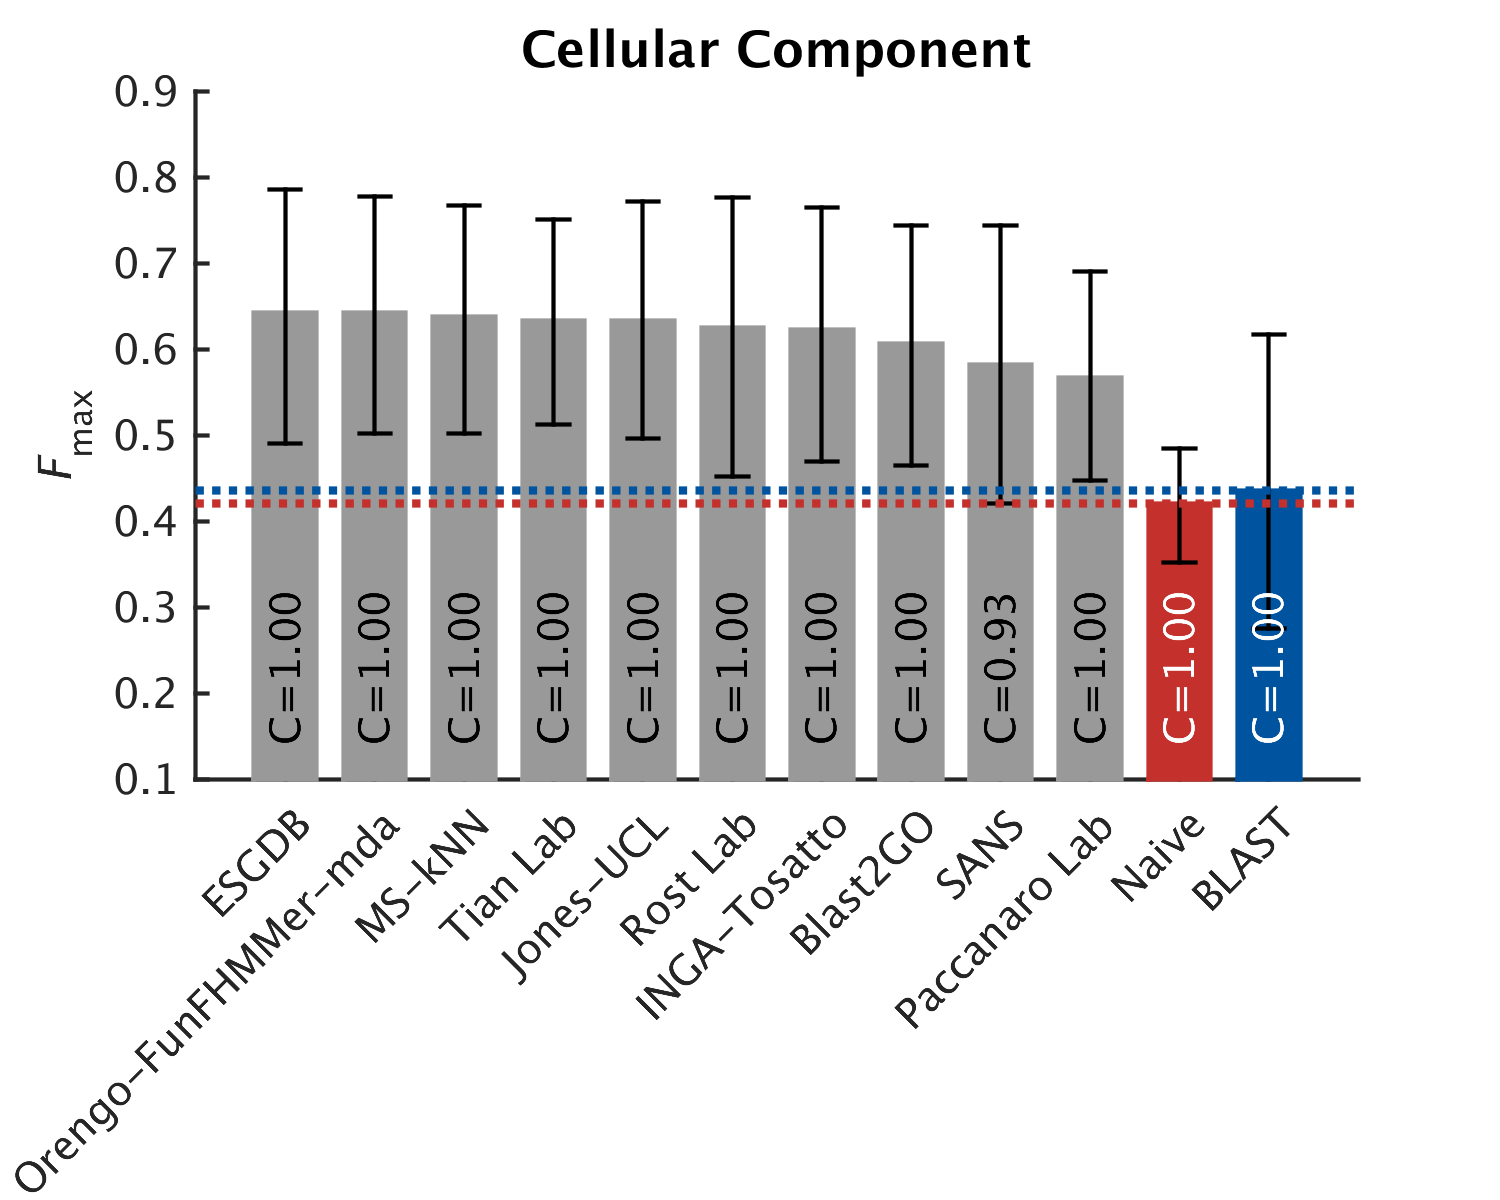 Cellular Component
0.9
0.8
0.7
0.6
0.5
0.4
0.3
0.2
0.1
Fmax
C=1.00
C=1.00
C=1.00
C=1.00
C=1.00
C=1.00
C=1.00
C=1.00
C=0.93
C=1.00
C=1.00
C=1.00
ESGDB
Orengo-FunFHMMer-mda
MS-kNN
Tian Lab
Jones-UCL
Rost Lab
INGA-Tosatto
Blast2GO
SANS
Paccanaro Lab
Naive
BLAST